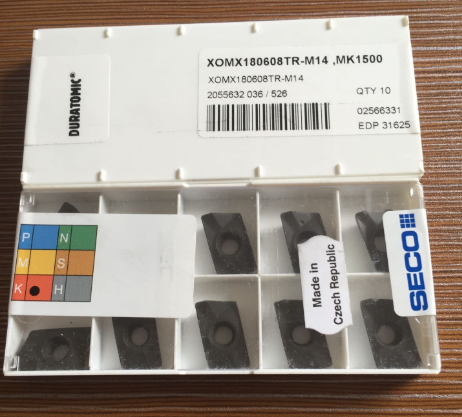 DURATOMIC®
XOMX180608TR-M14 ,MK1500
XOMX180608TR-M14
2055632 036 / 526
QTY 10
02566331
EDP 31625
P N
M S
K H
Made in
Czech Republic
SECO